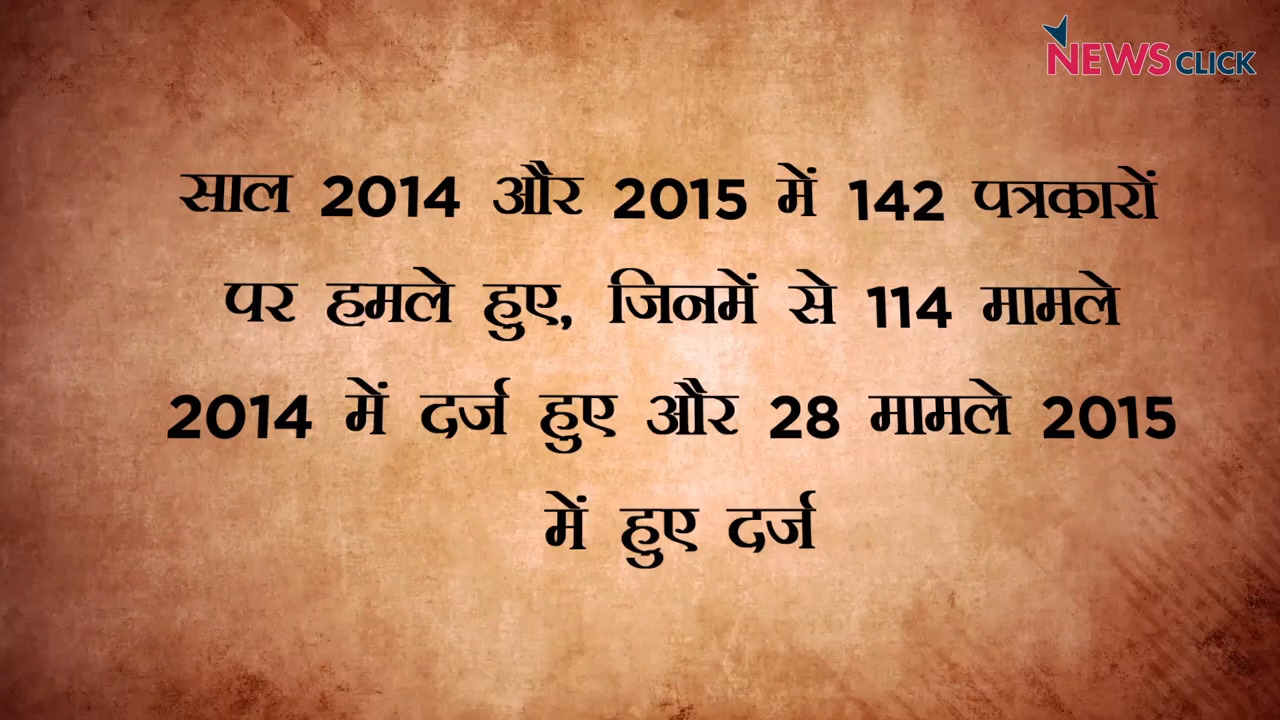 NEWSCLICK
साल 2014 और 2015 में 142 पत्रकारों
पर हमले हुए, जिनमें से 114 मामले
2014 में दर्ज हुए और 28 मामले 2015
में हुए दर्ज